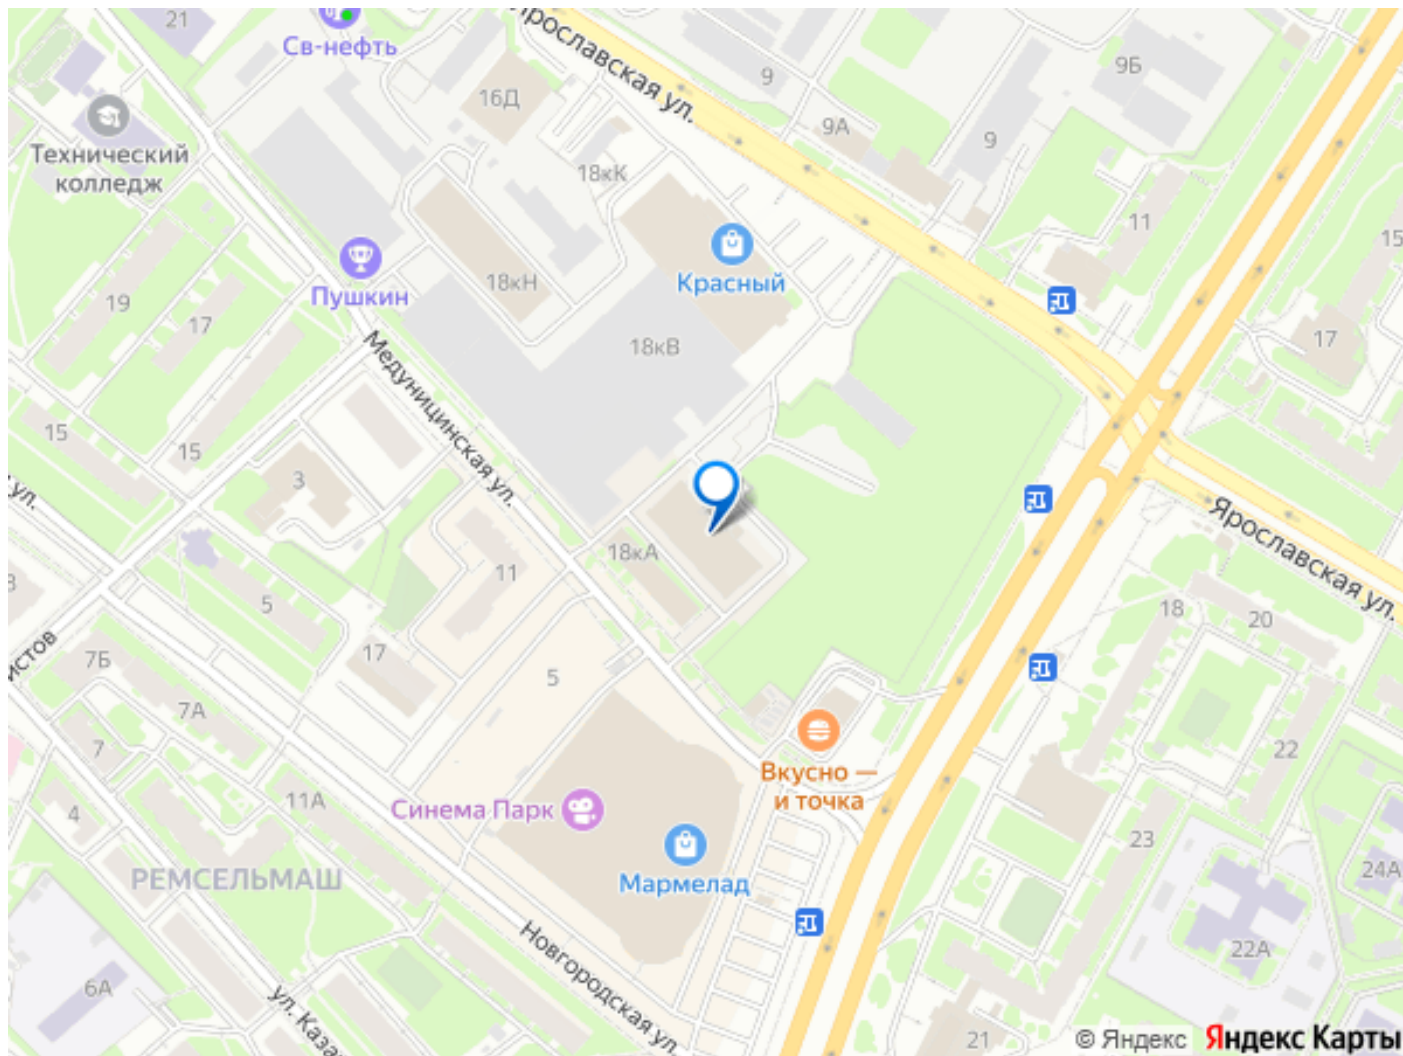 21
Св-нефть
Ярославская ул.
9
9
9Б
16Д
9А
9
Технический
колледж
18кК
11
15
Красный
Пушкин
18кН
19
17
18кВ
17
Медуницинская ул.
15
15
3
ул.
Ярославская ул.
18кА
11
5
18
20
17
7Б
5
7А
7
22
Вкусно —
и точка
11А
4
Синема Парк
23
Мармелад
24А
РЕМСЕЛЬМАШ
Новгородская ул.
22А
6А
ул. Каза
21
© Яндекс Яндекс Карты